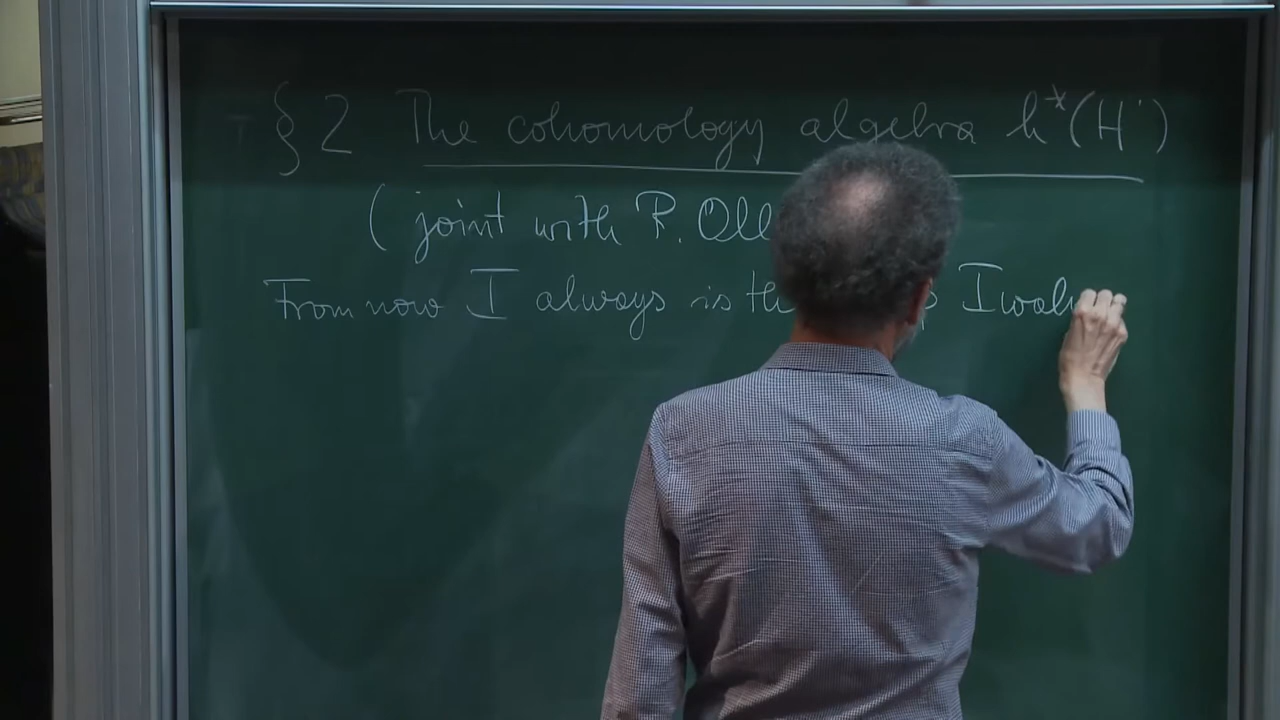 § 2 The cohomology algebra h*(H˙)
(joint with R. Oll
From now I always is th p Iwah